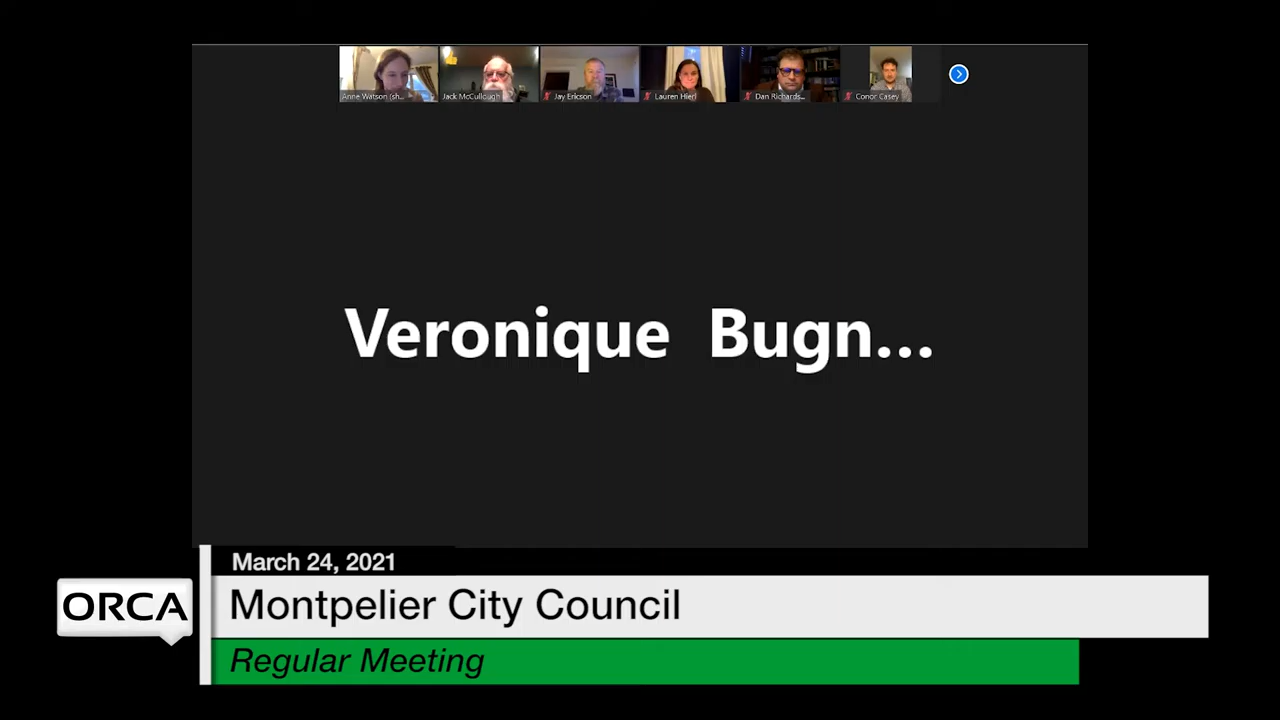 Anne Watson (sh...
Jack McCullough
Jay Ericson
Lauren Hierl
Dan Richards...
Conor Casey
Veronique Bugn...
March 24, 2021
ORCA
Montpelier City Council
Regular Meeting